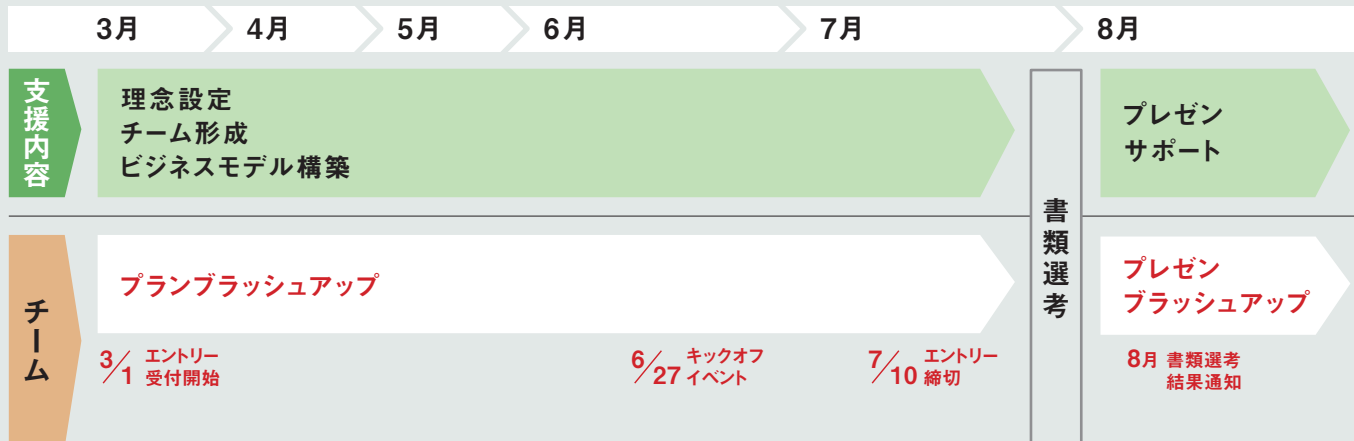 3月
4月
5月
6月
7月
8月
支援内容
理念設定
チーム形成
ビジネスモデル構築
書類選考
プレゼン
サポート
チーム
プランブラッシュアップ
プレゼン
ブラッシュアップ
3/1 エントリー
受付開始
6/27 キックオフ
イベント
7/10 エントリー
締切
8月 書類選考
結果通知